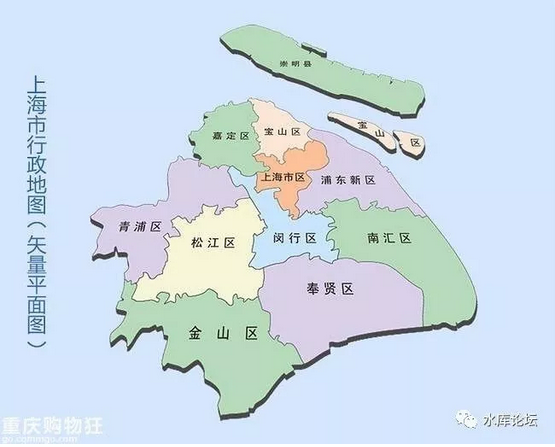 上海市行政地图（矢量平面图）
崇明县
宝山区
嘉定区
宝山区
上海市区
浦东新区
青浦区
松江区
闵行区
南汇区
奉贤区
金山区
重庆购物狂
go.cqmmgo.com
水库论坛